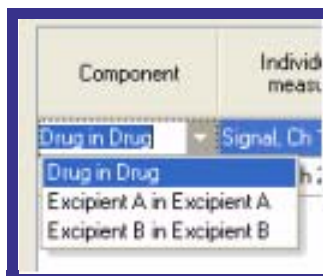 Component Individ
measu
Drug in Drug Signal, Ch
Drug in Drug
Excipient A in Excipient A
Excipient B in Excipient B